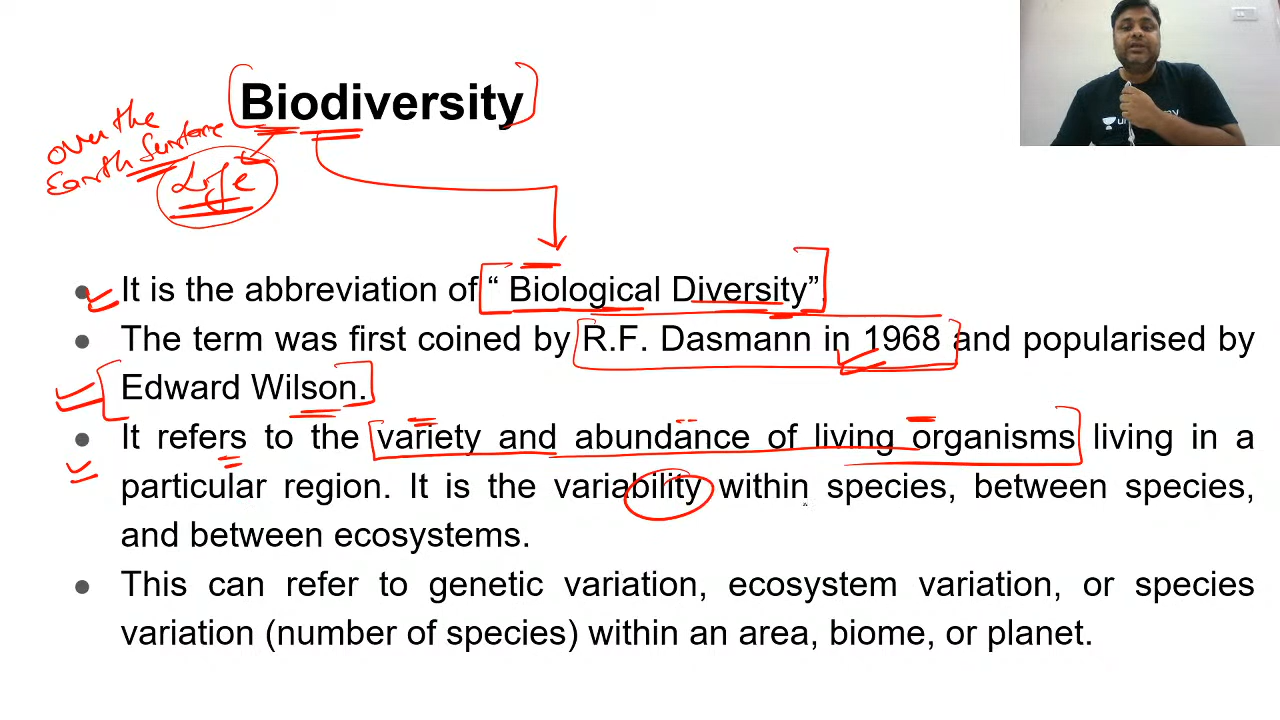 Biodiversity
over the
Earth Surface
Life
● It is the abbreviation of “ Biological Diversity”.
● The term was first coined by R.F. Dasmann in 1968 and popularised by
Edward Wilson.
● It refers to the variety and abundance of living organisms living in a
particular region. It is the variability within species, between species,
and between ecosystems.
● This can refer to genetic variation, ecosystem variation, or species
variation (number of species) within an area, biome, or planet.